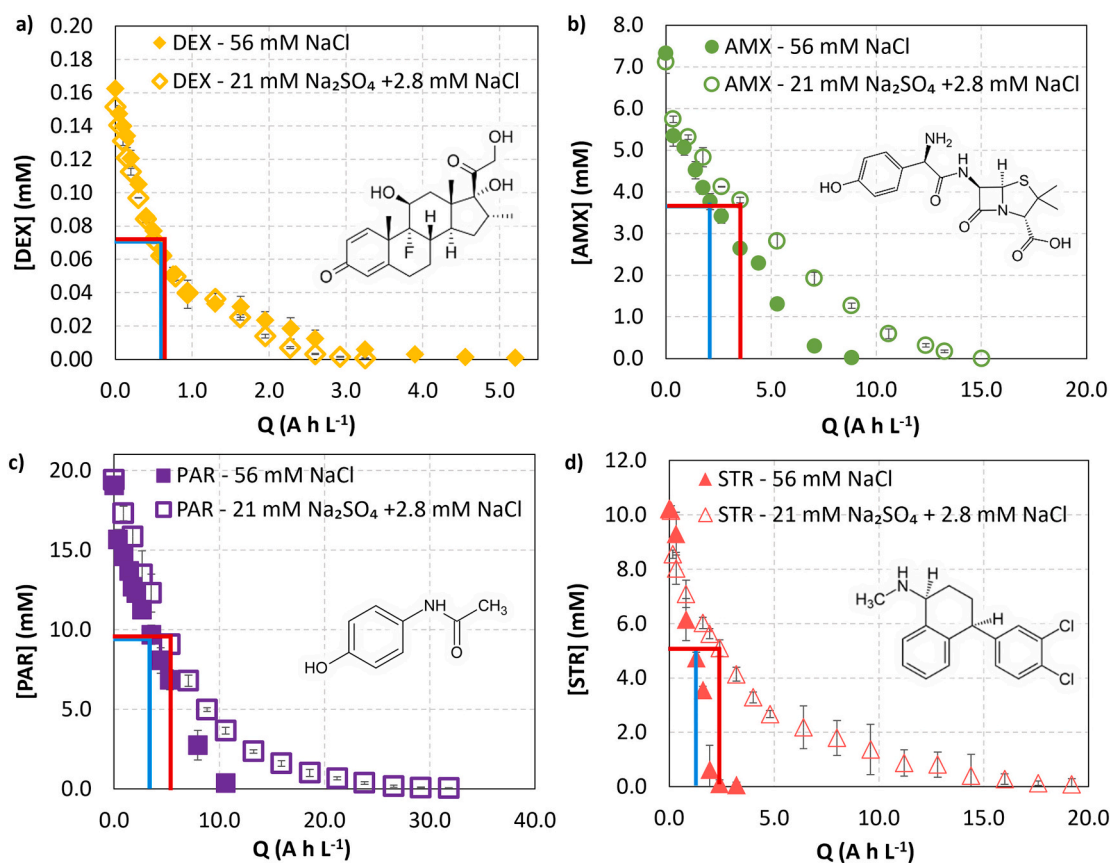 a)
DEX - 56 mM NaCl
DEX - 21 mM Na₂SO₄ +2.8 mM NaCl
[DEX] (mM)
0.20
0.18
0.16
0.14
0.12
0.10
0.08
0.06
0.04
0.02
0.00
0.0 1.0 2.0 3.0 4.0 5.0
Q (A h L⁻¹)
OH
O
HO
OH
CH₃
H
F
H
O
b)
AMX - 56 mM NaCl
AMX - 21 mM Na₂SO₄ +2.8 mM NaCl
[AMX] (mM)
8.0
7.0
6.0
5.0
4.0
3.0
2.0
1.0
0.0
0.0 5.0 10.0 15.0 20.0
Q (A h L⁻¹)
NH₂
HO
O
HN
H
S
N
O
O
OH
c)
PAR - 56 mM NaCl
PAR - 21 mM Na₂SO₄ +2.8 mM NaCl
[PAR] (mM)
20.0
15.0
10.0
5.0
0.0
0.0 10.0 20.0 30.0 40.0
Q (A h L⁻¹)
HO
NH
CH₃
O
d)
STR - 56 mM NaCl
STR - 21 mM Na₂SO₄ + 2.8 mM NaCl
[STR] (mM)
12.0
10.0
8.0
6.0
4.0
2.0
0.0
0.0 5.0 10.0 15.0 20.0
Q (A h L⁻¹)
H
N
H₃C
H
H
Cl
Cl